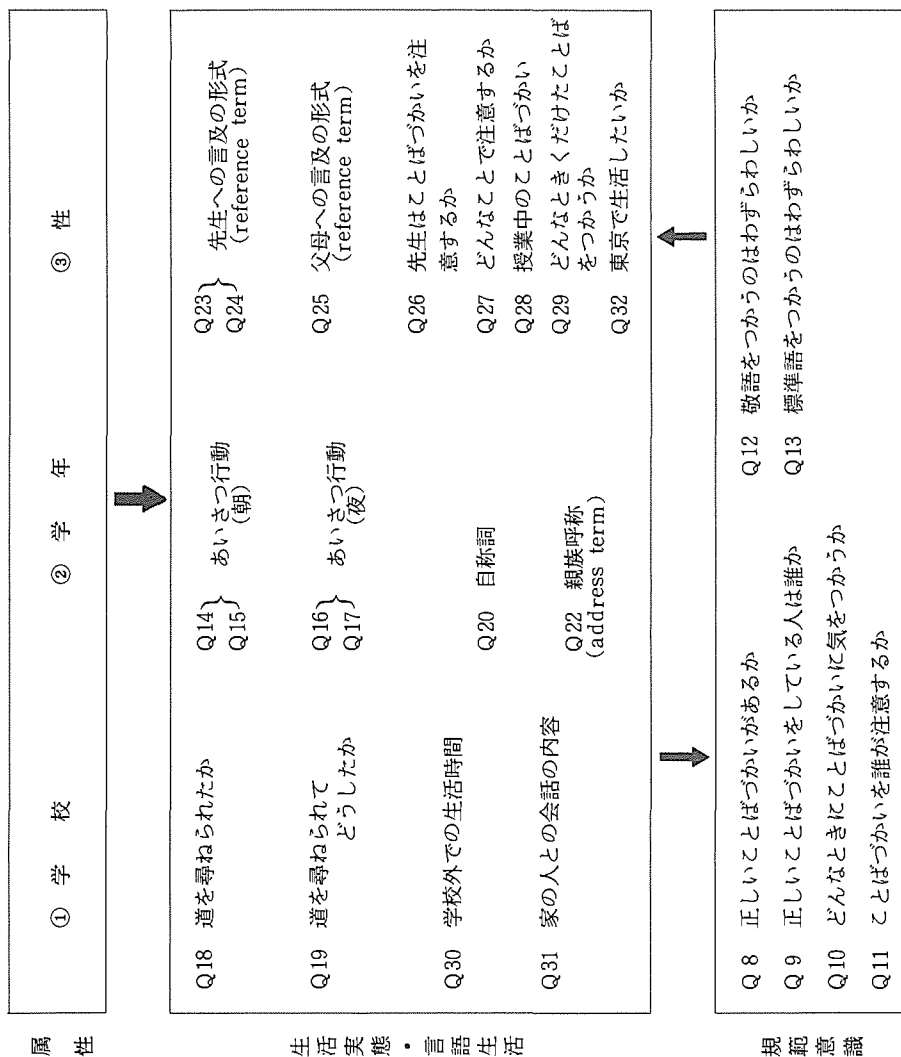 属性
① 学校 ② 学年 ③ 性
生活実態・言語生活
Q18 道を尋ねられたか
Q19 道を尋ねられて
どうしたか
Q30 学校外での生活時間
Q31 家の人との会話の内容
Q14
Q15
あいさつ行動
(朝)
Q16
Q17
あいさつ行動
(夜)
Q20 自称詞
Q22 親族呼称
(address term)
Q23
Q24
先生への言及の形式
(reference term)
Q25 父母への言及の形式
(reference term)
Q26 先生はことばづかいを注
意するか
Q27 どんなことで注意するか
Q28 授業中のことばづかい
Q29 どんなときくだけたことば
をつかうか
Q32 東京で生活したいか
規範意識
Q8 正しいことばづかいがあるか
Q9 正しいことばづかいをしている人は誰か
Q10 どんなときにことばづかいに気をつかうか
Q11 ことばづかいを誰が注意するか
Q12 敬語をつかうのはわずらわしいか
Q13 標準語をつかうのはわずらわしいか